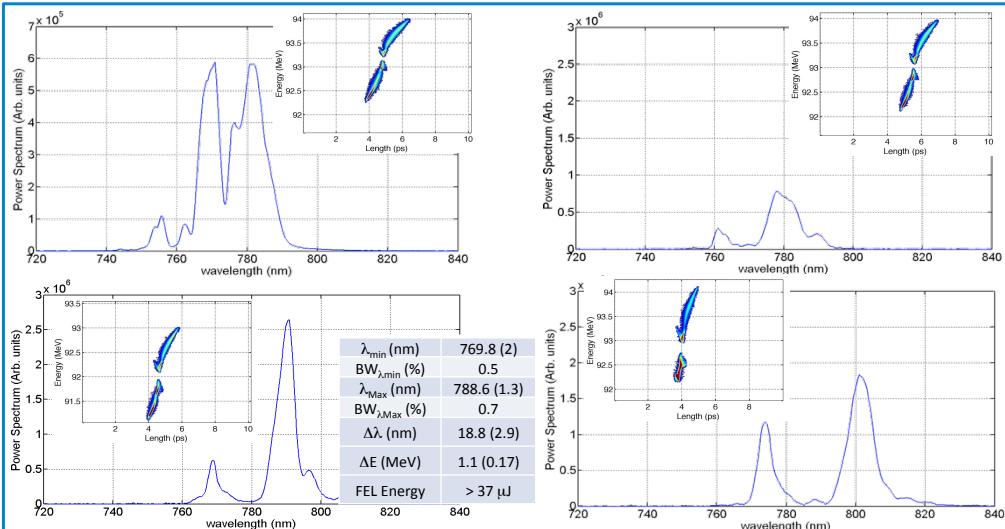 7 x 10^5
6
5
4
3
2
1
0
Power Spectrum (Arb. units)
720 740 760 780 800 820 840
wavelength (nm)
94
93.5
93
92.5
92
Energy (MeV)
2 4 6 8 10
Length (ps)
3 x 10^6
2.5
2
1.5
1
0.5
0
Power Spectrum (Arb. units)
720 740 760 780 800 820 840
wavelength (nm)
94
93.5
93
92.5
92
Energy (MeV)
2 4 6 8 10
Length (ps)
3 x 10^6
2.5
2
1.5
1
0.5
0
Power Spectrum (Arb. units)
720 740 760 780 800 820 840
wavelength (nm)
93.5
93
92.5
92
91.5
Energy (MeV)
0 2 4 6 8 10
Length (ps)
λmin (nm) 769.8 (2)
BWλmin (%) 0.5
λMax (nm) 788.6 (1.3)
BWλMax (%) 0.7
Δλ (nm) 18.8 (2.9)
ΔE (MeV) 1.1 (0.17)
FEL Energy > 37 μJ
3 x
2.5
2
1.5
1
0.5
0
Power Spectrum (Arb. units)
720 740 760 780 800 820 840
wavelength (nm)
94
93.5
93
92.5
92
Energy (MeV)
0 2 4 6 8
Length (ps)